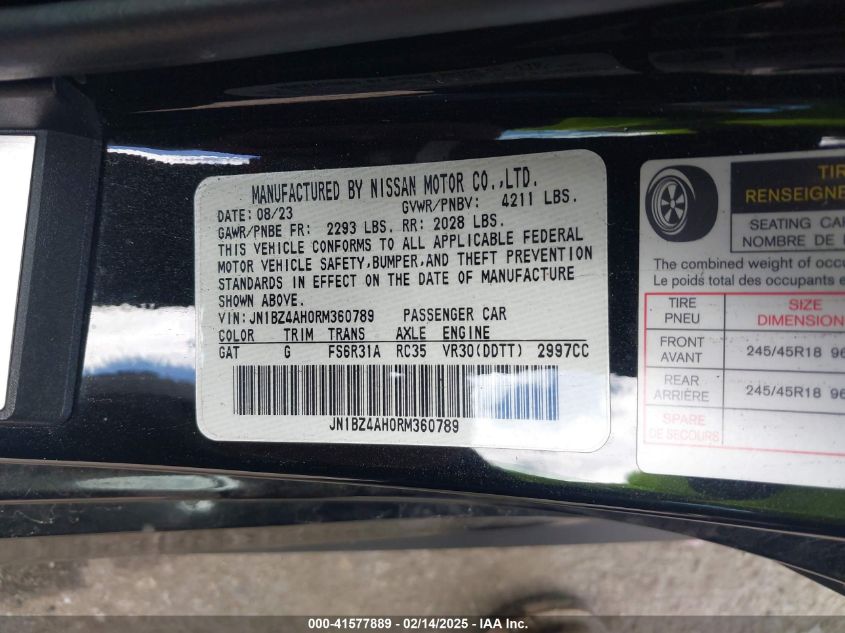 MANUFACTURED BY NISSAN MOTOR CO.,LTD.
DATE: 08/23 GVWR/PNBV: 4211 LBS.
GAWR/PNBE FR: 2293 LBS. RR: 2028 LBS.
THIS VEHICLE CONFORMS TO ALL APPLICABLE FEDERAL
MOTOR VEHICLE SAFETY,BUMPER,AND THEFT PREVENTION
STANDARDS IN EFFECT ON THE DATE OF MANUFACTURE
SHOWN ABOVE.
VIN: JN1BZ4AH0RM360789 PASSENGER CAR
COLOR TRIM TRANS AXLE ENGINE
GAT G FS6R31A RC35 VR30(DDTT) 2997CC
JN1BZ4AH0RM360789
TIR
RENSEIGNE
SEATING CA
NOMBRE DE
The combined weight of occu
Le poids total des occupants e
TIRE
PNEU
SIZE
DIMENSION
FRONT
AVANT
245/45R18 96
REAR
ARRIÈRE
245/45R18 96
SPARE
DE SECOURS
000-41577889 - 02/14/2025 - IAA Inc.